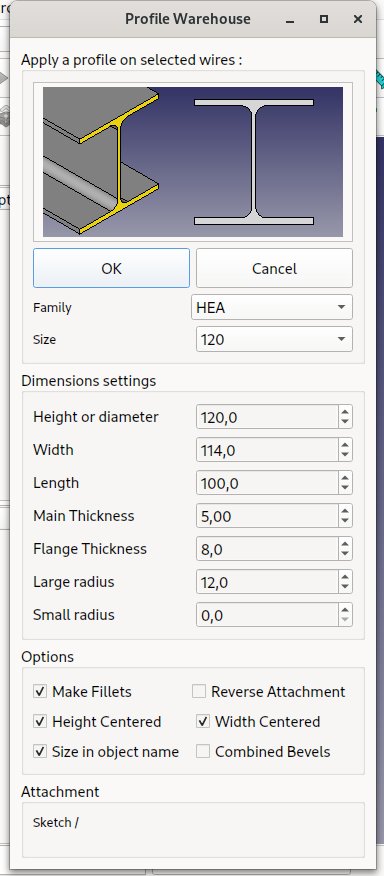 Profile Warehouse
Apply a profile on selected wires :
OK Cancel
Family HEA
Size 120
Dimensions settings
Height or diameter 120,0
Width 114,0
Length 100,0
Main Thickness 5,00
Flange Thickness 8,0
Large radius 12,0
Small radius 0,0
Options
Make Fillets Reverse Attachment
Height Centered Width Centered
Size in object name Combined Bevels
Attachment
Sketch /